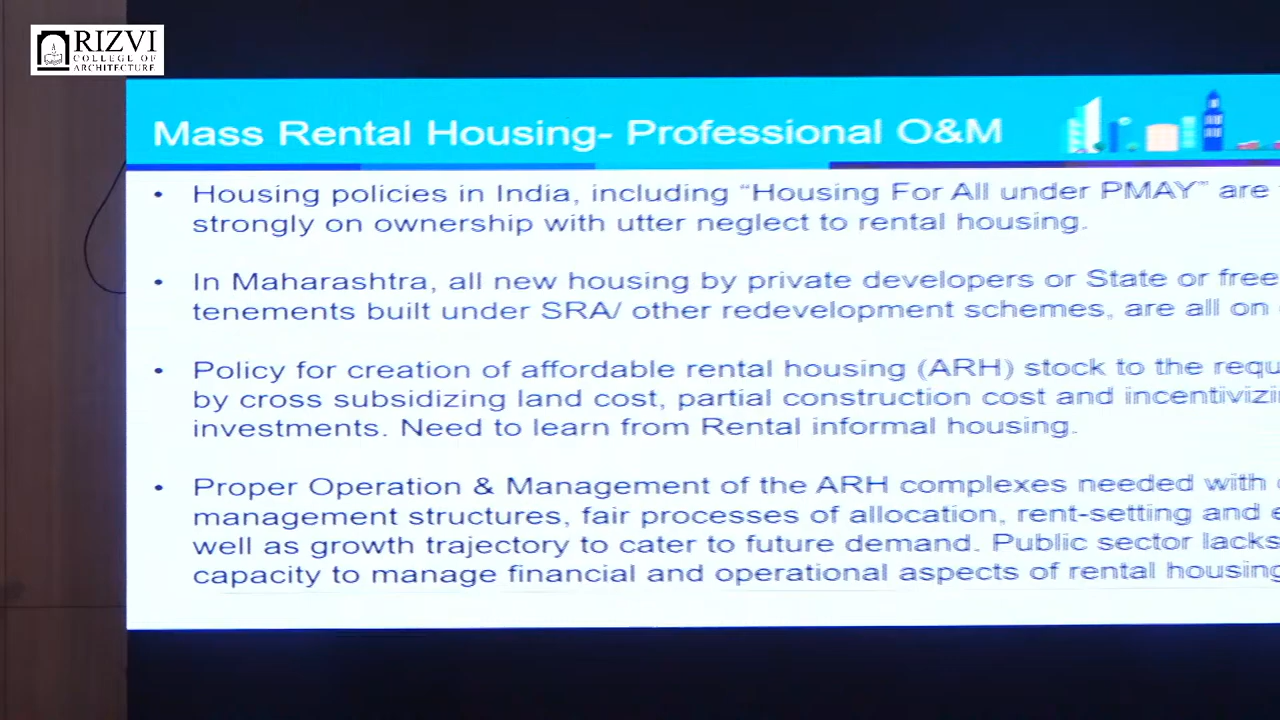 RIZVI
COLLEGE OF
ARCHITECTURE
Mass Rental Housing- Professional O&M
• Housing policies in India, including “Housing For All under PMAY” are
strongly on ownership with utter neglect to rental housing.
• In Maharashtra, all new housing by private developers or State or free
tenements built under SRA/ other redevelopment schemes, are all on
• Policy for creation of affordable rental housing (ARH) stock to the
by cross subsidizing land cost, partial construction cost and
investments. Need to learn from Rental informal housing.
• Proper Operation & Management of the ARH complexes needed with
management structures, fair processes of allocation, rent-setting and
well as growth trajectory to cater to future demand. Public sector lacks
capacity to manage financial and operational aspects of rental housing